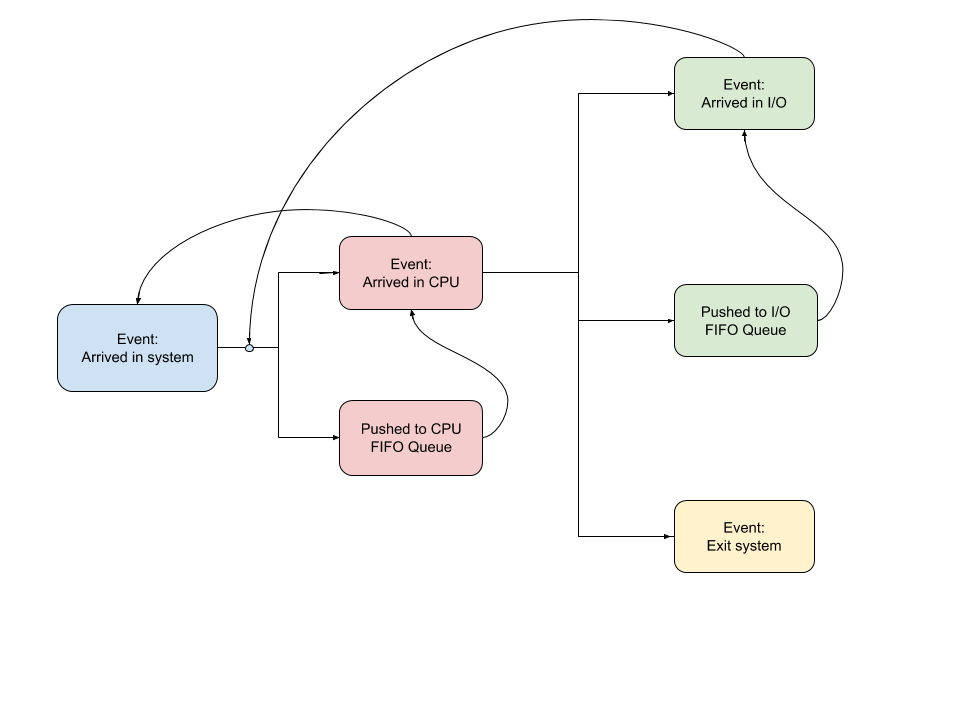 Event:
Arrived in I/O
Event:
Arrived in CPU
Event:
Arrived in system
Pushed to I/O
FIFO Queue
Pushed to CPU
FIFO Queue
Event:
Exit system